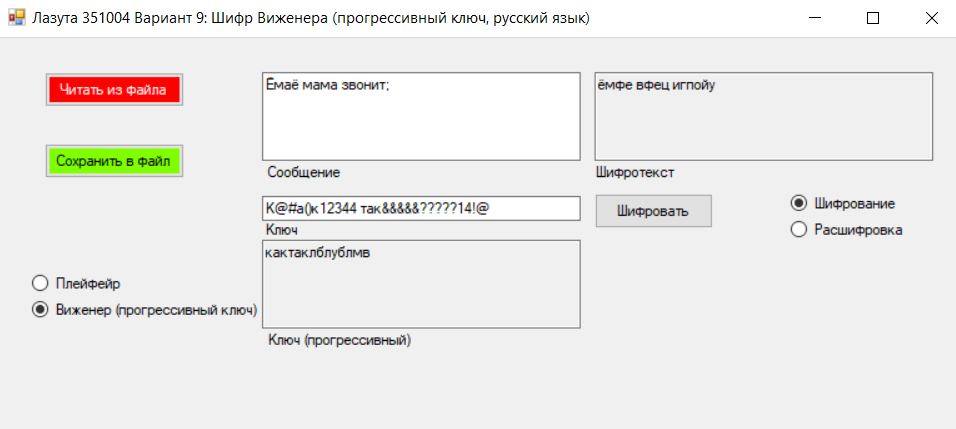 Лазута 351004 Вариант 9: Шифр Виженера (прогрессивный ключ, русский язык)
Читать из файла
Сохранить в файл
Ёмаё мама звонит;
Сообщение
ёмфе вфец игпойу
Шифротекст
К@#а()к12344 так&&&&&?????14!@
Ключ
Шифровать
Шифрование
Расшифровка
кактаклблублмв
Ключ (прогрессивный)
Плейфейр
Виженер (прогрессивный ключ)